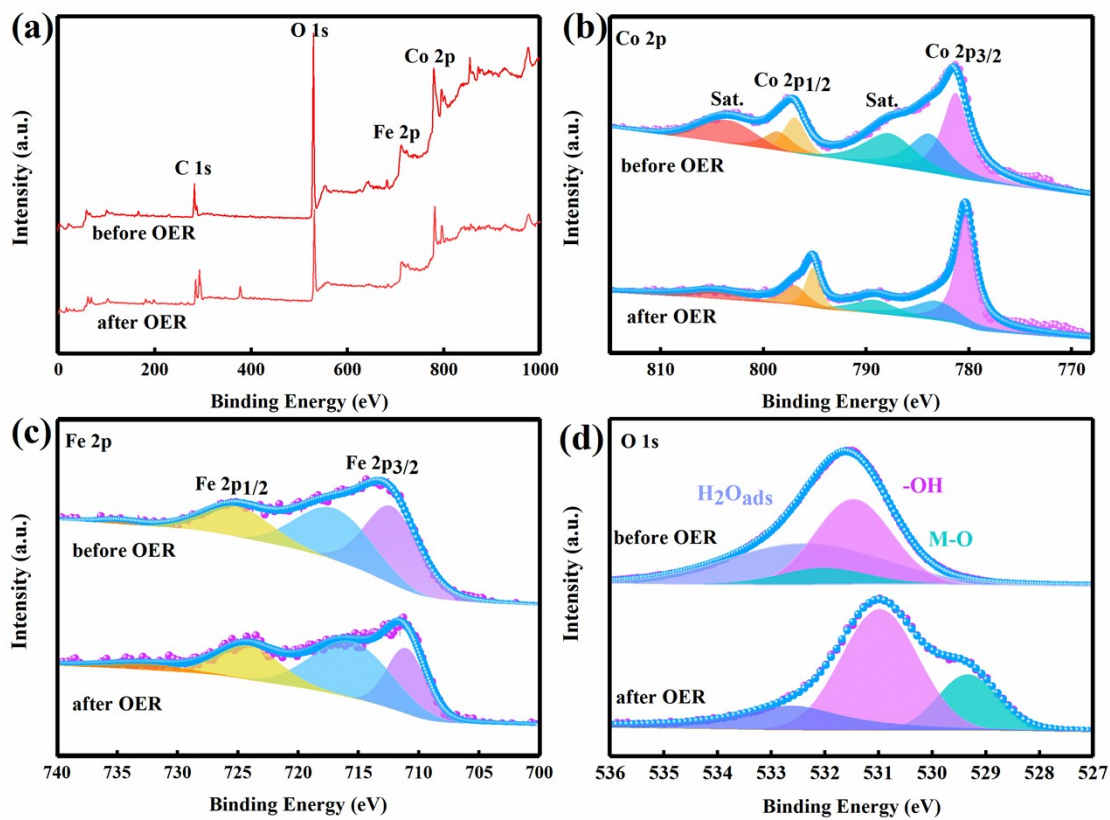 (a)
O 1s
Co 2p
Fe 2p
C 1s
before OER
after OER
Intensity (a.u.)
0 200 400 600 800 1000
Binding Energy (eV)
(b)
Co 2p
Co 2p3/2
Co 2p1/2
Sat.
Sat.
before OER
after OER
Intensity (a.u.)
810 800 790 780 770
Binding Energy (eV)
(c)
Fe 2p
Fe 2p3/2
Fe 2p1/2
before OER
after OER
Intensity (a.u.)
740 735 730 725 720 715 710 705 700
Binding Energy (eV)
(d)
O 1s
H2Oads
-OH
before OER
M-O
after OER
Intensity (a.u.)
536 535 534 533 532 531 530 529 528 527
Binding Energy (eV)